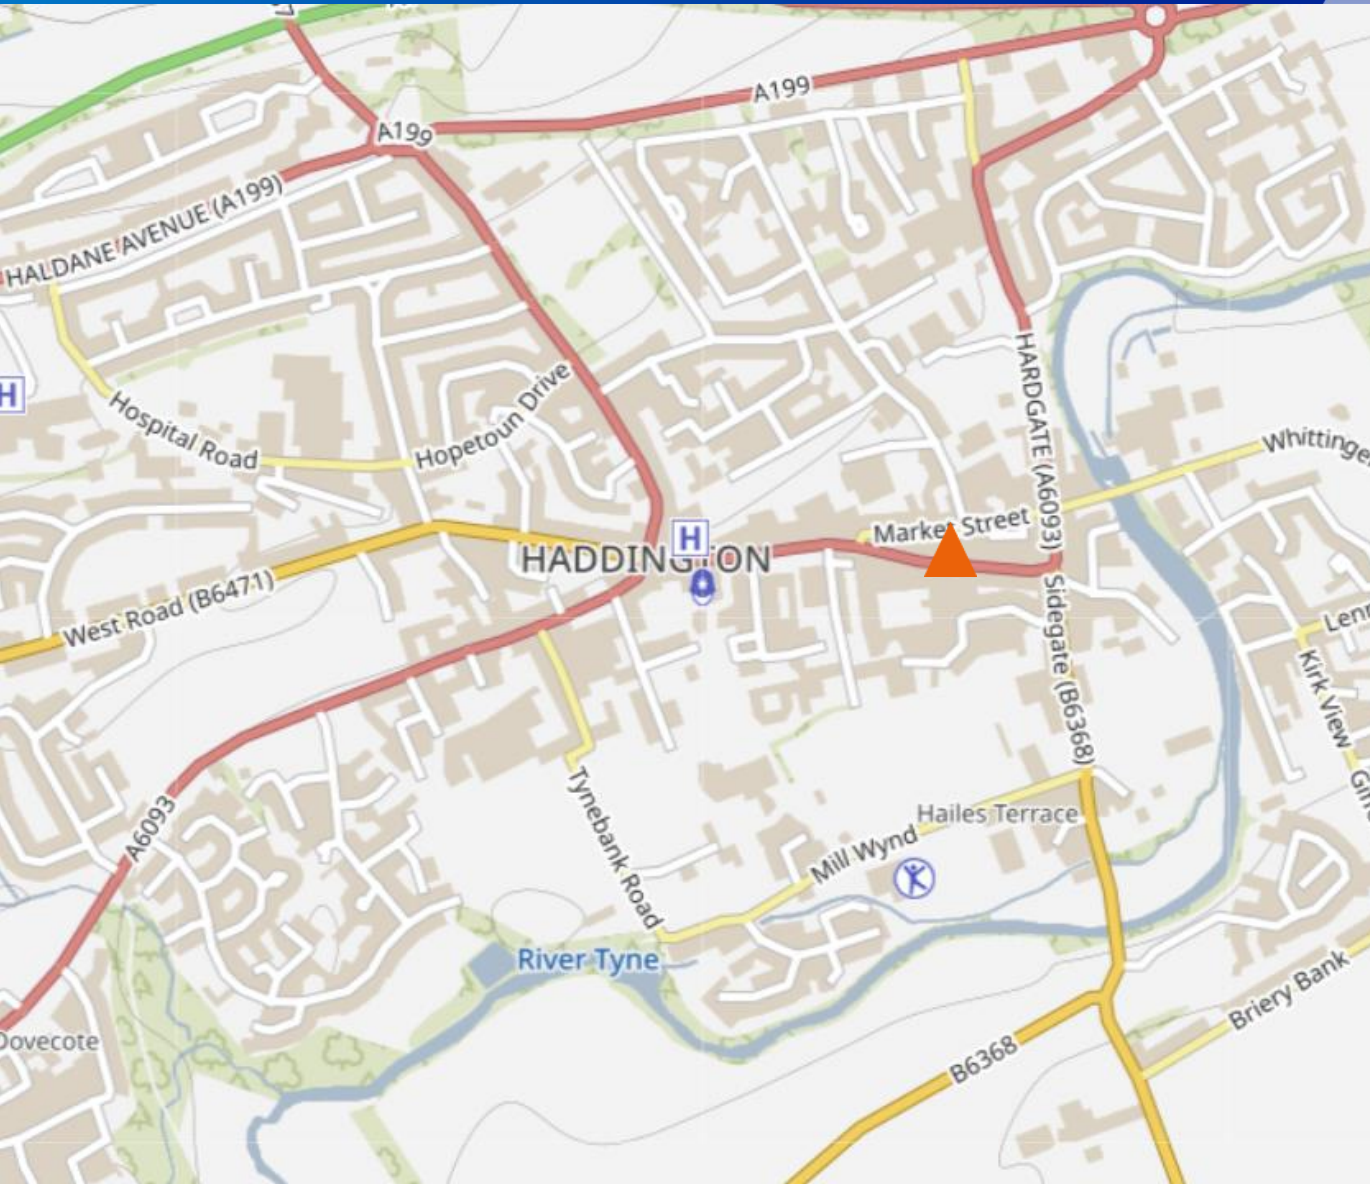 A199
A199
HALDANE AVENUE (A199)
HARDGATE (A6093)
Hospital Road
Hopetoun Drive
H
H
HADDINGTON
Market Street
West Road (B6471)
Sidegate (B6368)
Kirk View
A6093
Tynebank Road
Hailes Terrace
Mill Wynd
River Tyne
Dovecote
B6368
Briery Bank